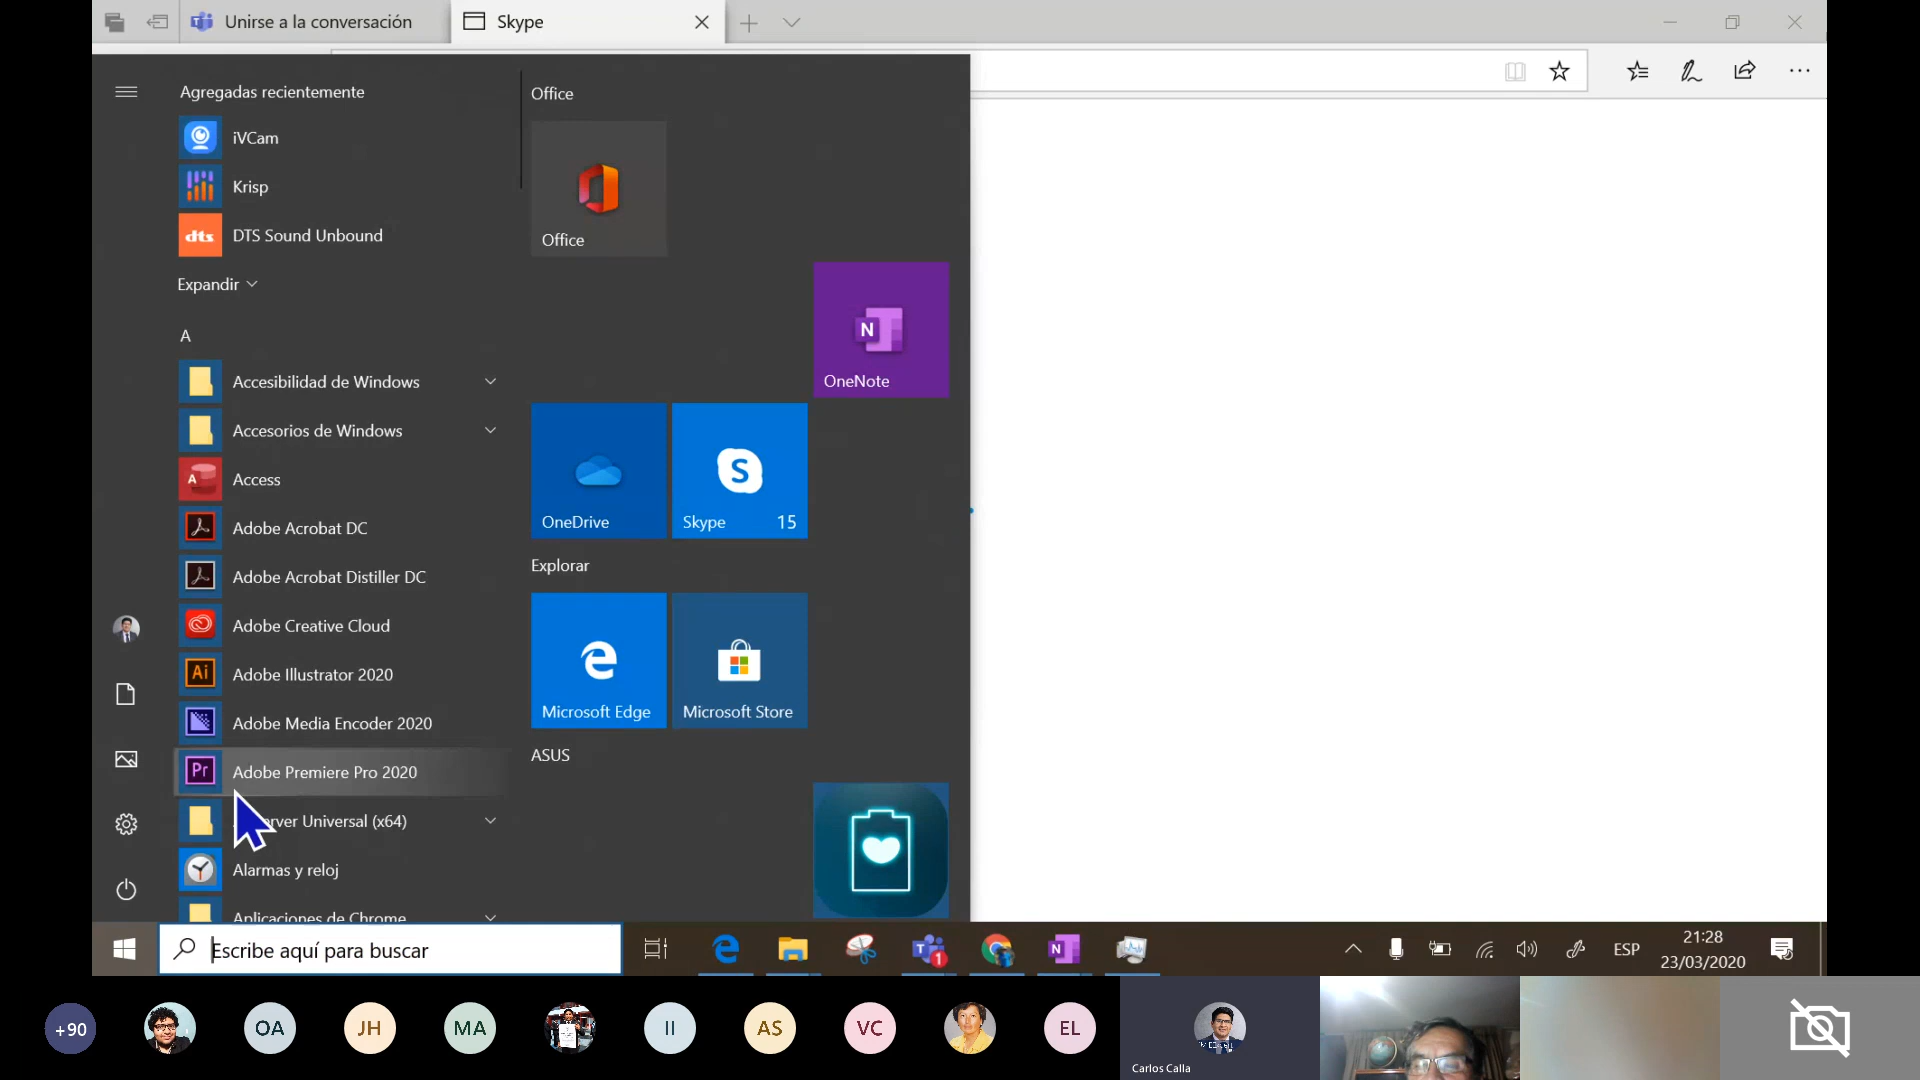 Unirse a la conversación
Skype
Agregadas recientemente
iVCam
Krisp
dts
DTS Sound Unbound
Expandir
A
Accesibilidad de Windows
Accesorios de Windows
A
Access
Adobe Acrobat DC
Adobe Acrobat Distiller DC
Adobe Creative Cloud
Ai
Adobe Illustrator 2020
Adobe Media Encoder 2020
Pr
Adobe Premiere Pro 2020
erver Universal (x64)
Alarmas y reloj
Aplicaciones de Chrome
Office
Office
N
OneNote
OneDrive
S
Skype 15
Explorar
Microsoft Edge
Microsoft Store
ASUS
Escribe aquí para buscar
T
1
N
ESP
21:28
23/03/2020
+90
OA
JH
MA
II
AS
VC
EL
Carlos Calla